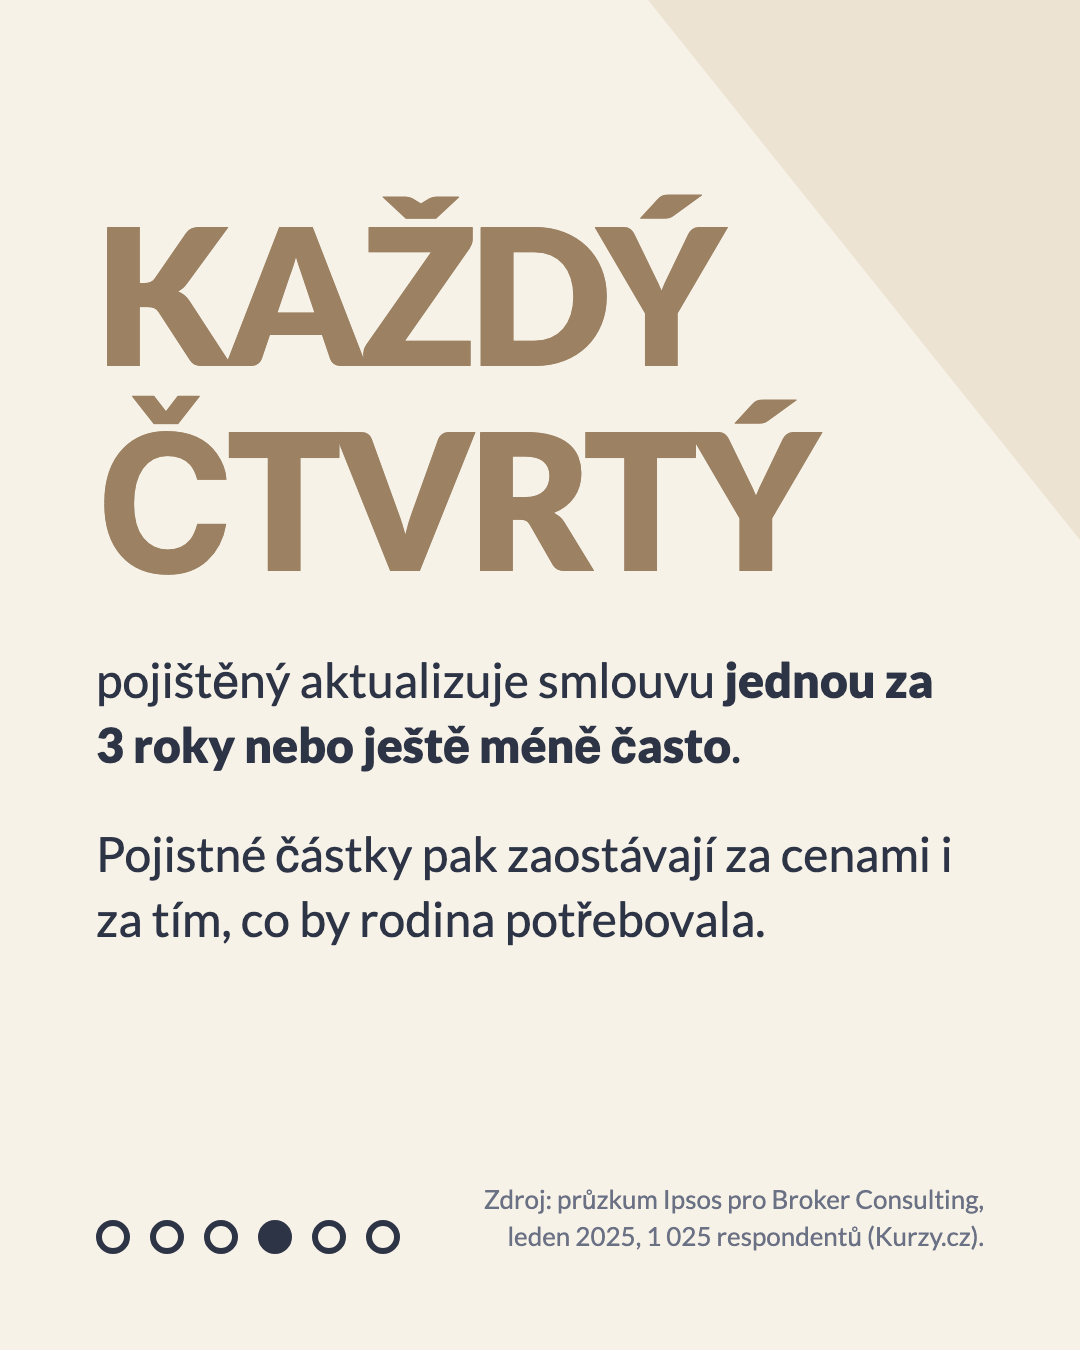 KAŽDÝ
ČTVRTÝ
pojištěný aktualizuje smlouvu jednou za
3 roky nebo ještě méně často.
Pojistné částky pak zaostávají za cenami i
za tím, co by rodina potřebovala.
Zdroj: průzkum Ipsos pro Broker Consulting,
leden 2025, 1 025 respondentů (Kurzy.cz).